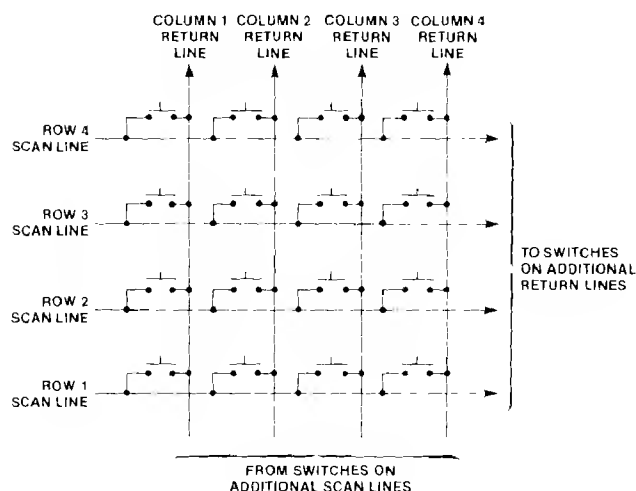 COLUMN 1 COLUMN 2 COLUMN 3 COLUMN 4
RETURN RETURN RETURN RETURN
LINE LINE LINE LINE
ROW 4
SCAN LINE
ROW 3
SCAN LINE
ROW 2
SCAN LINE
ROW 1
SCAN LINE
TO SWITCHES
ON ADDITIONAL
RETURN LINES
FROM SWITCHES ON
ADDITIONAL SCAN LINES